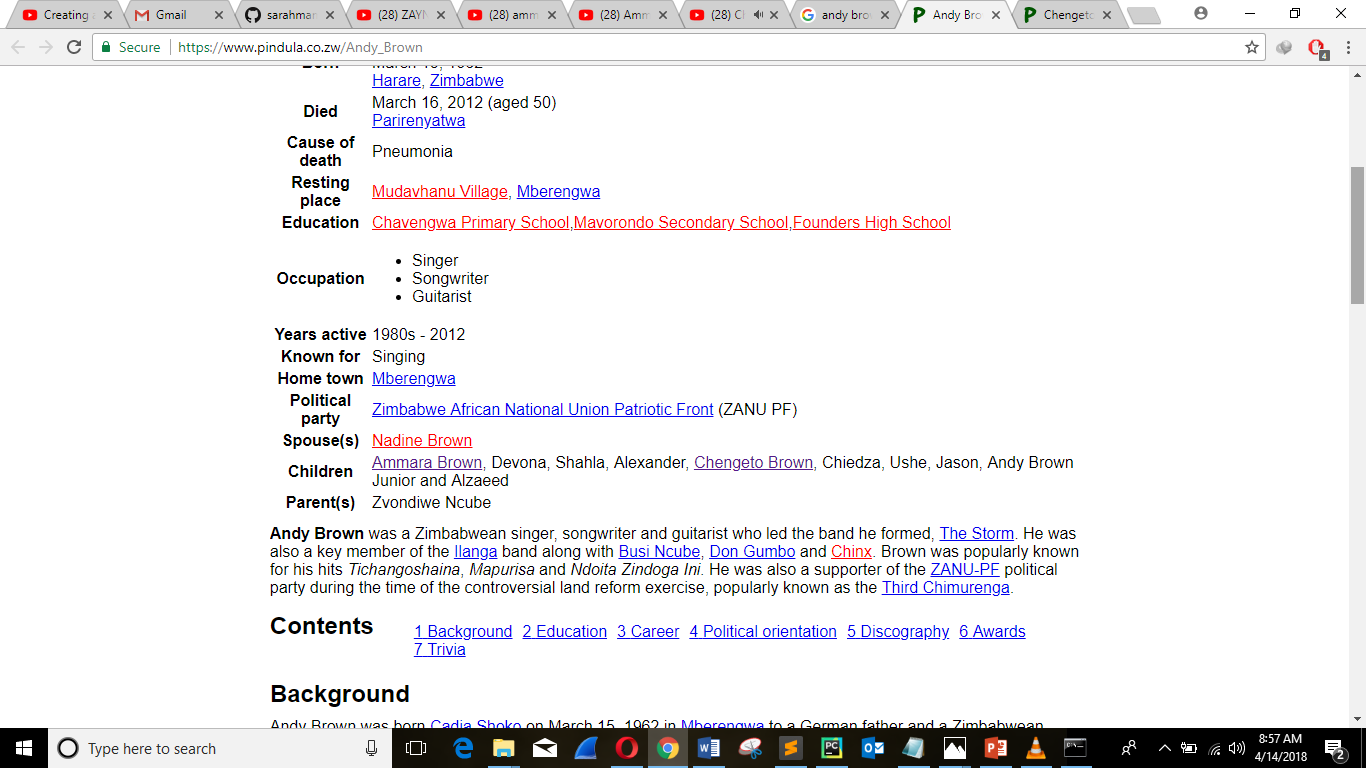 Creating
Gmail
sarahmar
(28) ZAYN
(28) amm
(28) Amm
(28) Cl
andy brow
Andy Bro
Chengeto
Secure
https://www.pindula.co.zw/Andy_Brown
4
Harare, Zimbabwe
Died
March 16, 2012 (aged 50)
Parirenyatwa
Cause of
death
Pneumonia
Resting
place
Mudavhanu Village, Mberengwa
Education
Chavengwa Primary School,Mavorondo Secondary School,Founders High School
Occupation
• Singer
• Songwriter
• Guitarist
Years active 1980s - 2012
Known for Singing
Home town Mberengwa
Political
party
Zimbabwe African National Union Patriotic Front (ZANU PF)
Spouse(s) Nadine Brown
Children
Ammara Brown, Devona, Shahla, Alexander, Chengeto Brown, Chiedza, Ushe, Jason, Andy Brown
Junior and Alzaeed
Parent(s) Zvondiwe Ncube
Andy Brown was a Zimbabwean singer, songwriter and guitarist who led the band he formed, The Storm. He was
also a key member of the Ilanga band along with Busi Ncube, Don Gumbo and Chinx. Brown was popularly known
for his hits Tichangoshaina, Mapurisa and Ndoita Zindoga Ini. He was also a supporter of the ZANU-PF political
party during the time of the controversial land reform exercise, popularly known as the Third Chimurenga.
Contents
1 Background 2 Education 3 Career 4 Political orientation 5 Discography 6 Awards
7 Trivia
Background
Andy Brown was born Cadia Shoko on March 15, 1962 in Mberengwa to a German father and a Zimbabwean
Type here to search
8:57 AM
4/14/2018
2